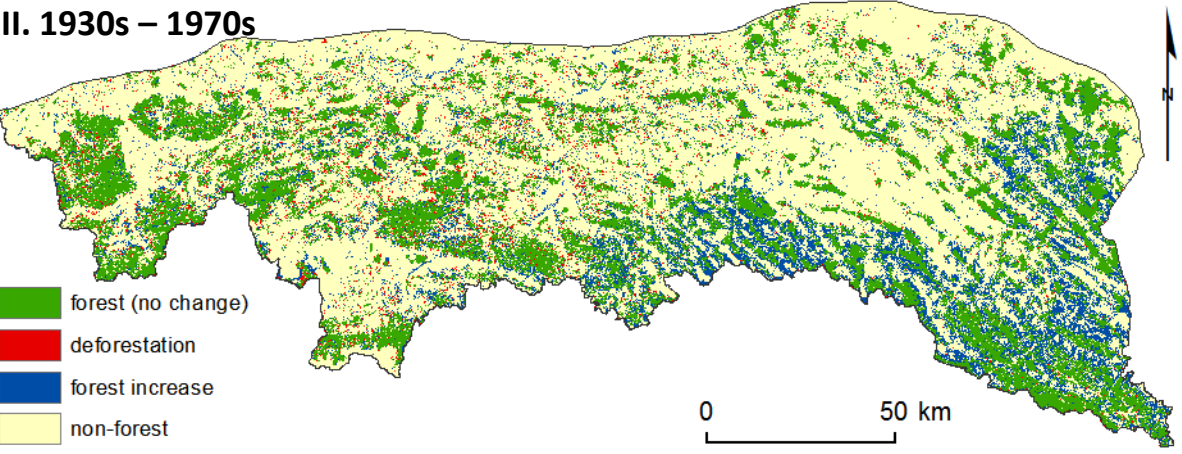 II. 1930s – 1970s
N
forest (no change)
deforestation
forest increase
non-forest
0 50 km